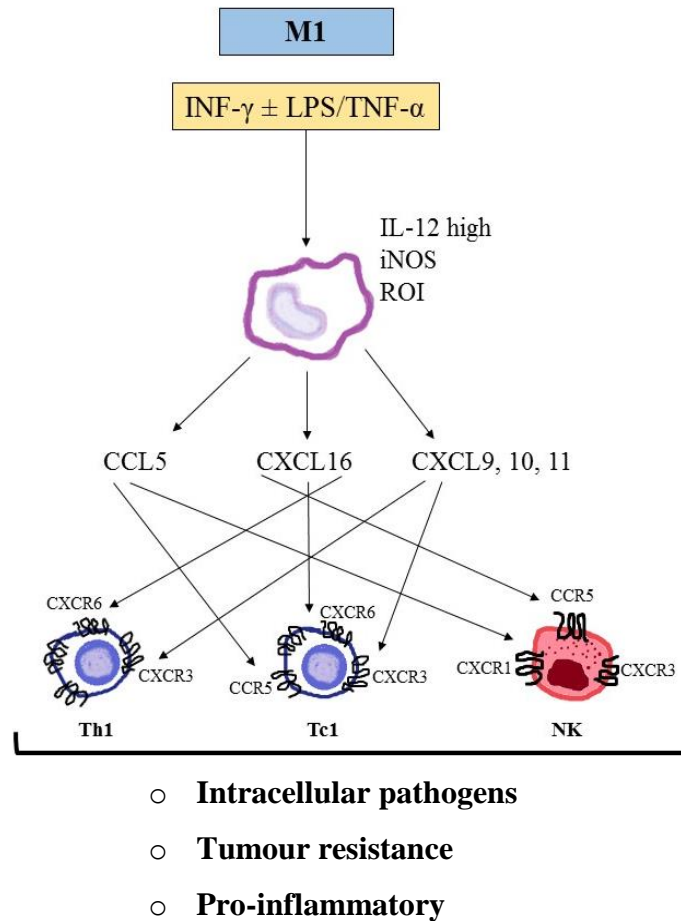 M1
INF-γ ± LPS/TNF-α
IL-12 high
iNOS
ROI
CCL5 CXCL16 CXCL9, 10, 11
CXCR6
CXCR3
Th1
CXCR6
CCR5
CXCR3
Tc1
CCR5
CXCR1
CXCR3
NK
○ Intracellular pathogens
○ Tumour resistance
○ Pro-inflammatory